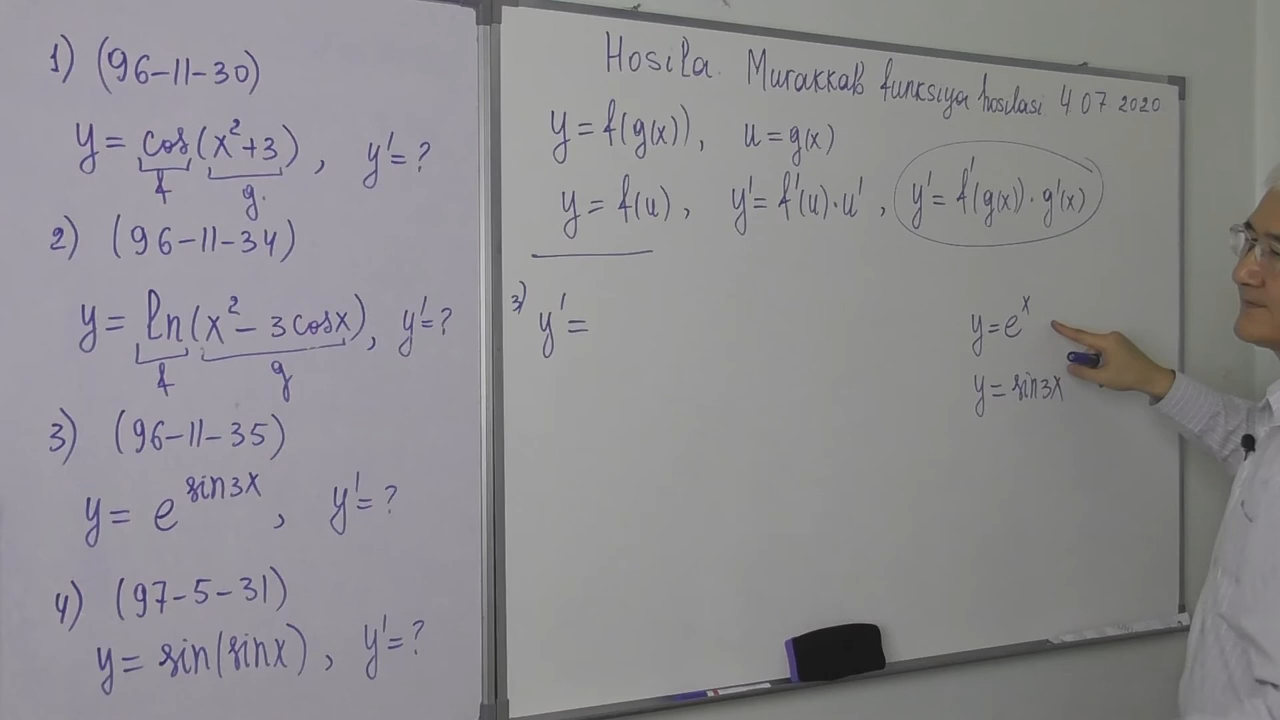 1) (96-11-30)
y = cos(x²+3), y' = ?
f g
2) (96-11-34)
y = ln(x² - 3cosx), y' = ?
f g
3) (96-11-35)
y = e^sin3x, y' = ?
4) (97-5-31)
y = sin(sinx), y' = ?
Hosila. Murakkab funksiya hosilasi 4 07 2020
y = f(g(x)), u = g(x)
y = f(u), y' = f'(u)·u', y' = f'(g(x))·g'(x)
3) y' =
y = e^x
y = sin3x